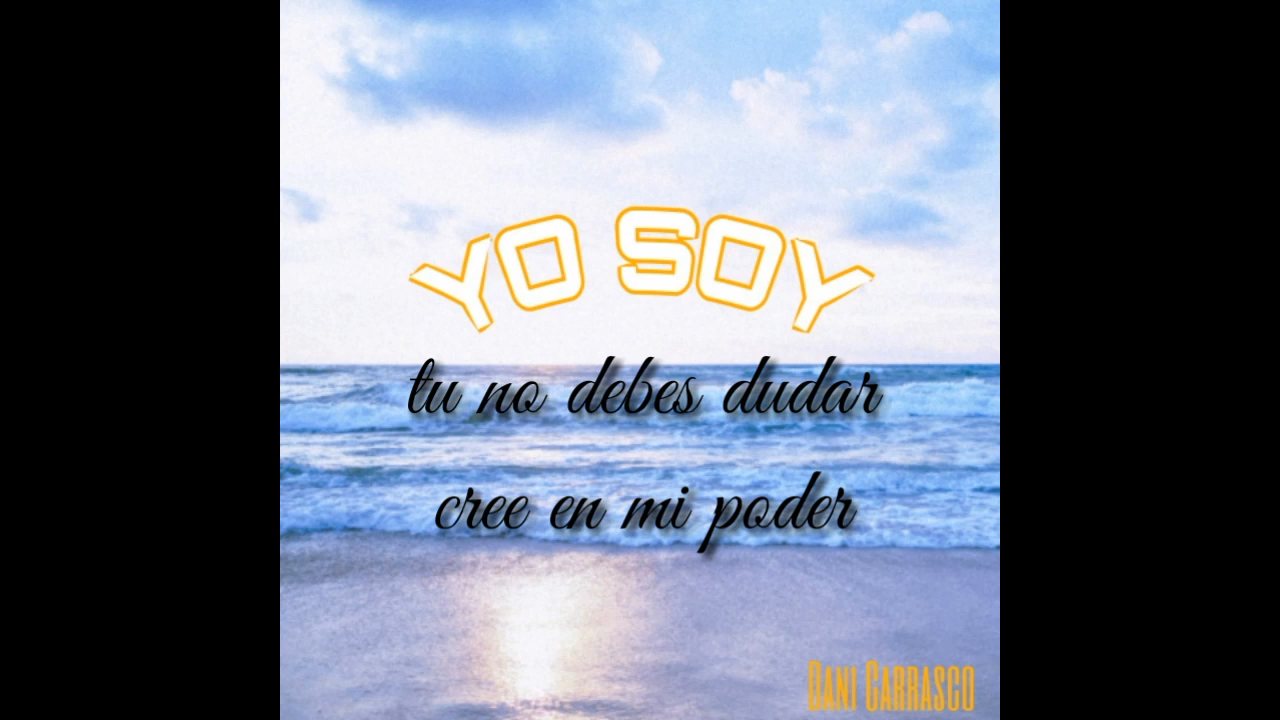 YO SOY
tu no debes dudar
cree en mi poder
Dani Carrasco